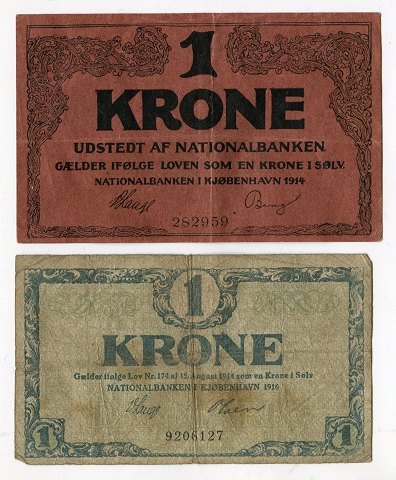 1
KRONE
UDSTEDT AF NATIONALBANKEN
GÆLDER IFØLGE LOVEN SOM EN KRONE I SØLV.
NATIONALBANKEN I KJØBENHAVN 1914
282959
1
KRONE
Gælder ifølge Lov Nr. 174 af 15. August 1914 som en Krone i Sølv
NATIONALBANKEN I KJØBENHAVN 1916
1 9206127 1